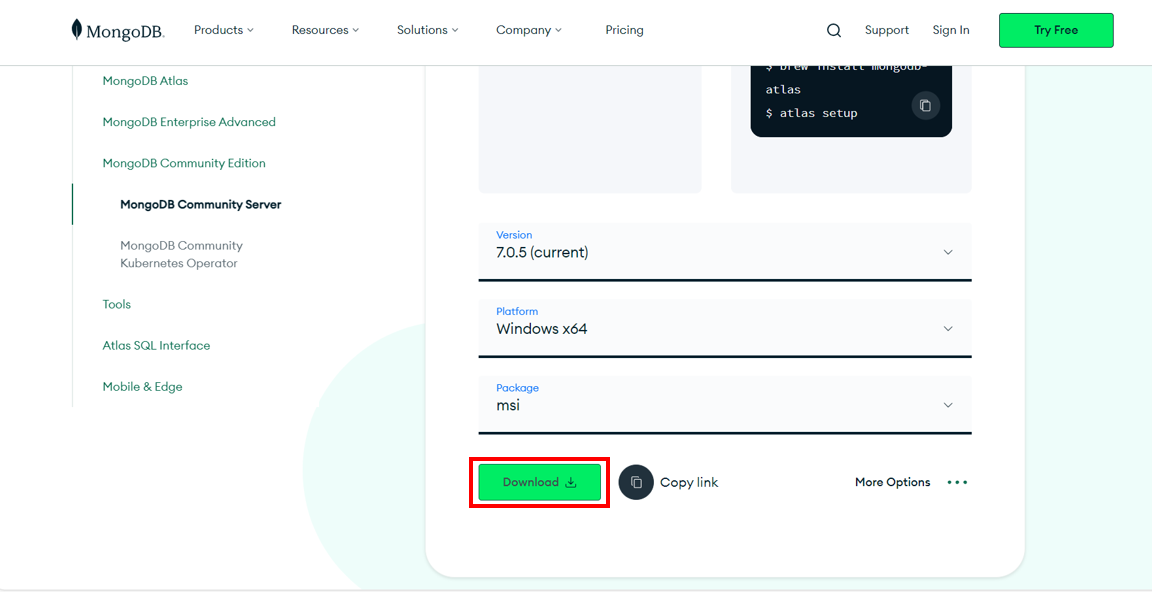 MongoDB.
Products
Resources
Solutions
Company
Pricing
Support
Sign In
Try Free
MongoDB Atlas
MongoDB Enterprise Advanced
MongoDB Community Edition
MongoDB Community Server
MongoDB Community
Kubernetes Operator
Tools
Atlas SQL Interface
Mobile & Edge
$ brew install mongodb-
atlas
$ atlas setup
Version
7.0.5 (current)
Platform
Windows x64
Package
msi
Download
Copy link
More Options